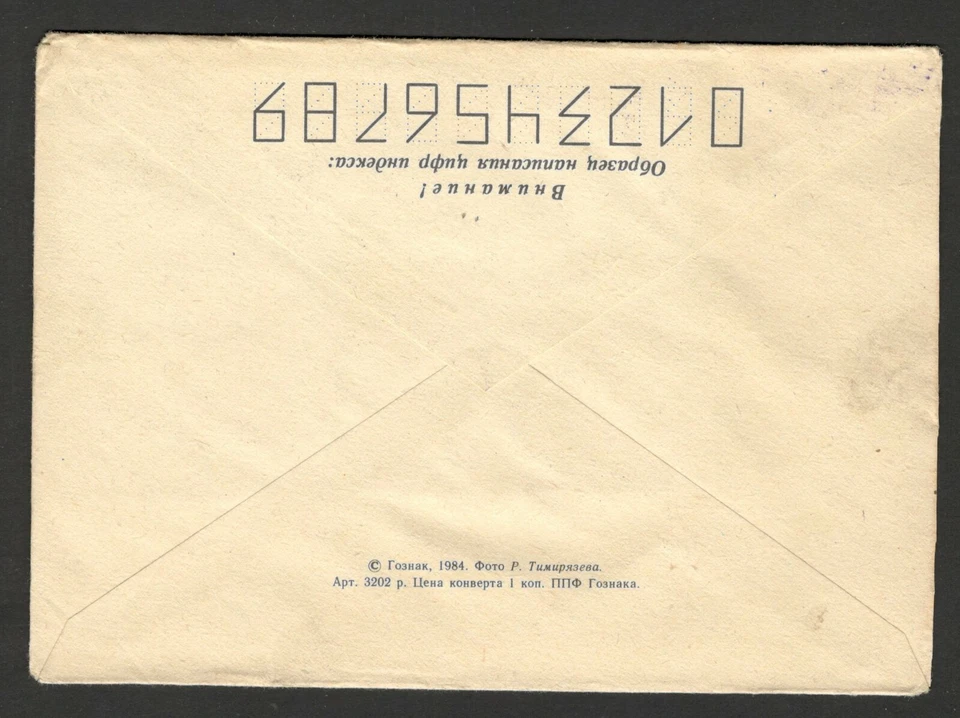 Внимание!
Образец написания цифр индекса:
0123456789
© Гознак, 1984. Фото Р. Тимирязева.
Арт. 3202 р. Цена конверта 1 коп. ППФ Гознака.